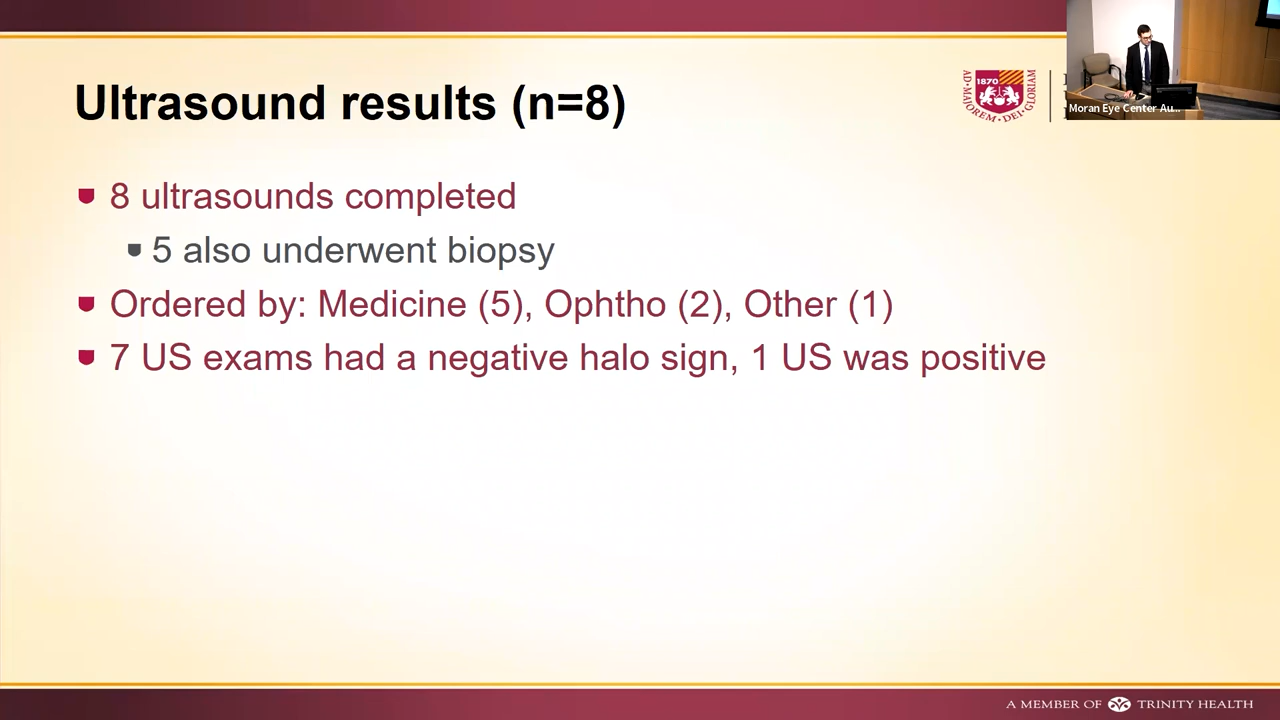 Ultrasound results (n=8)
1870
AD • MAIOREM • DEI • GLORIAM
Moran Eye Center Au...
8 ultrasounds completed
5 also underwent biopsy
Ordered by: Medicine (5), Ophtho (2), Other (1)
7 US exams had a negative halo sign, 1 US was positive
A MEMBER OF TRINITY HEALTH